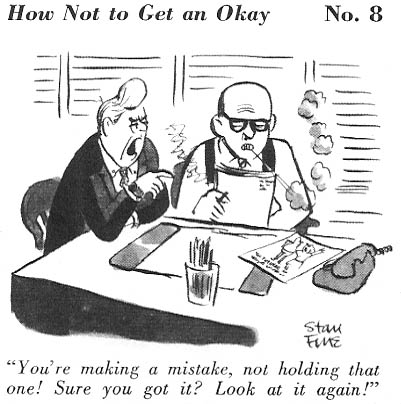 How Not to Get an Okay No. 8
Stan
Fine
“You're making a mistake, not holding that
one! Sure you got it? Look at it again!”